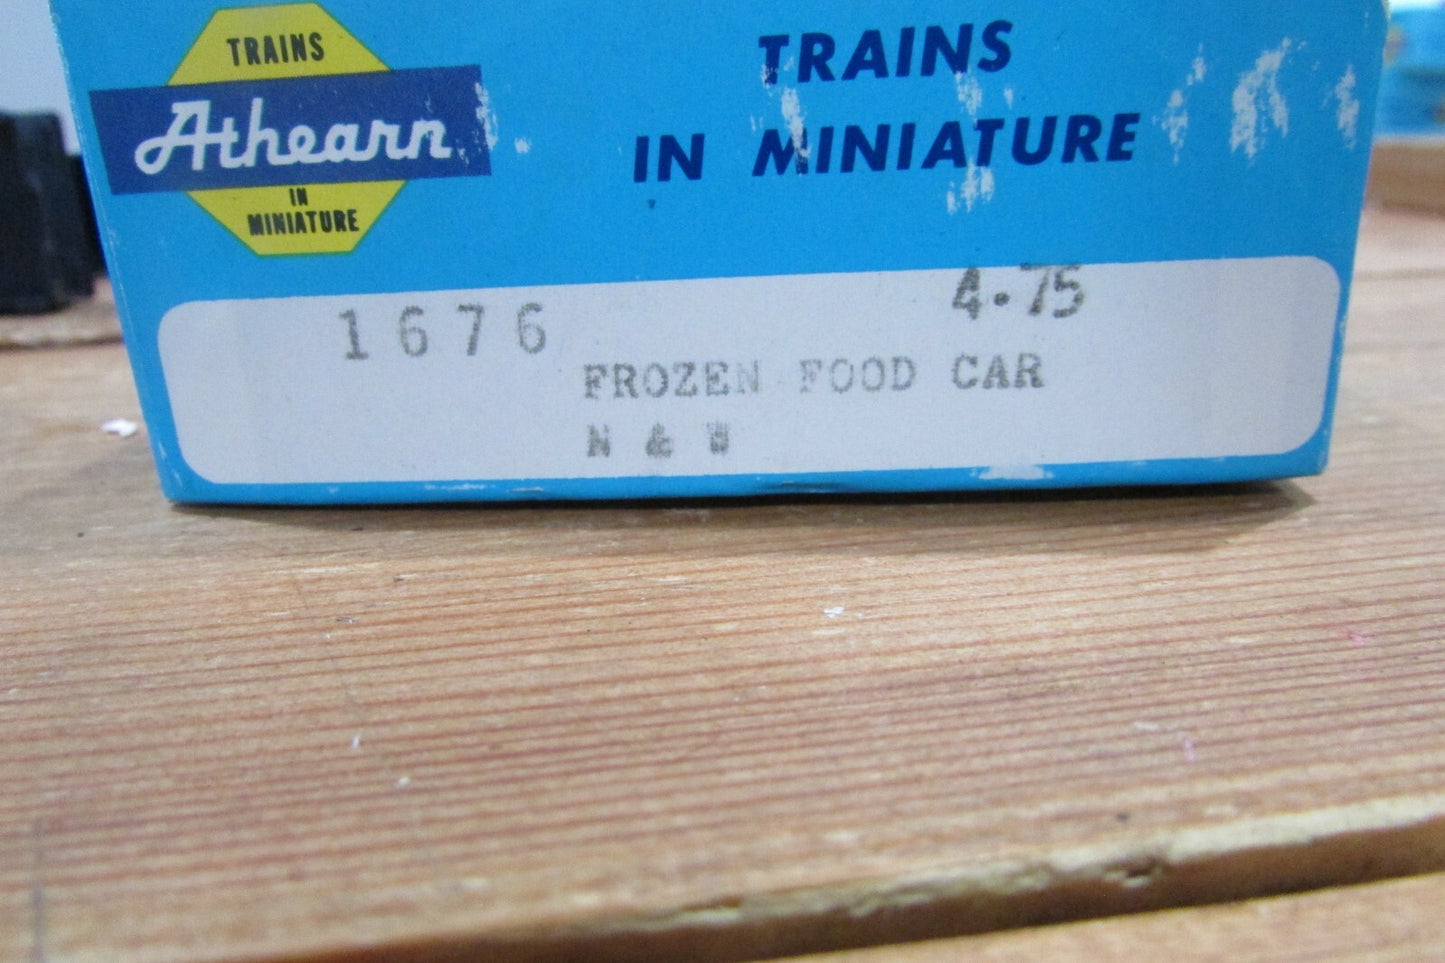 TRAINS
Athearn
IN
MINIATURE
TRAINS
IN MINIATURE
1676
4.75
FROZEN FOOD CAR
N & W